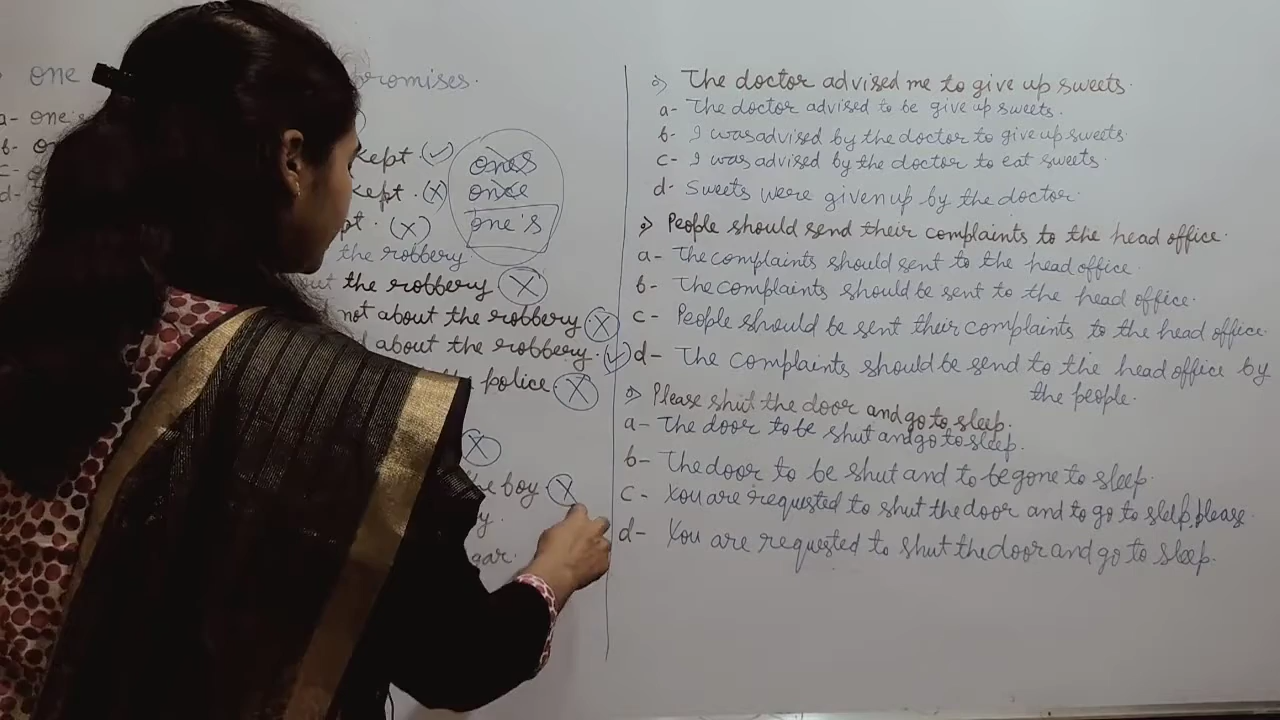 one promises.
a- one's
b-
c-
d-
kept (✓)
ones
kept. (X)
once
pt. (X)
one's
the robbery
out the robbery (X)
not about the robbery (X)
d about the robbery. (✓)
police. (X)
(X)
the boy (X)
y.
gar.
The doctor advised me to give up sweets.
a- The doctor advised to be give up sweets.
b- I was advised by the doctor to give up sweets.
c- I was advised by the doctor to eat sweets.
d- Sweets were given up by the doctor.
People should send their complaints to the head office.
a- The complaints should sent to the head office.
b- The complaints should be sent to the head office.
c- People should be sent their complaints to the head office.
d- The complaints should be send to the head office by
the people.
Please shut the door and go to sleep.
a- The door to be shut and go to sleep.
b- The door to be shut and to be gone to sleep.
c- You are requested to shut the door and to go to sleep, please.
d- You are requested to shut the door and go to sleep.